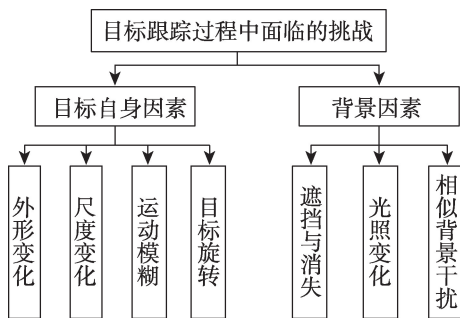 目标跟踪过程中面临的挑战
目标自身因素
背景因素
外形变化
尺度变化
运动模糊
目标旋转
遮挡与消失
光照变化
相似背景干扰